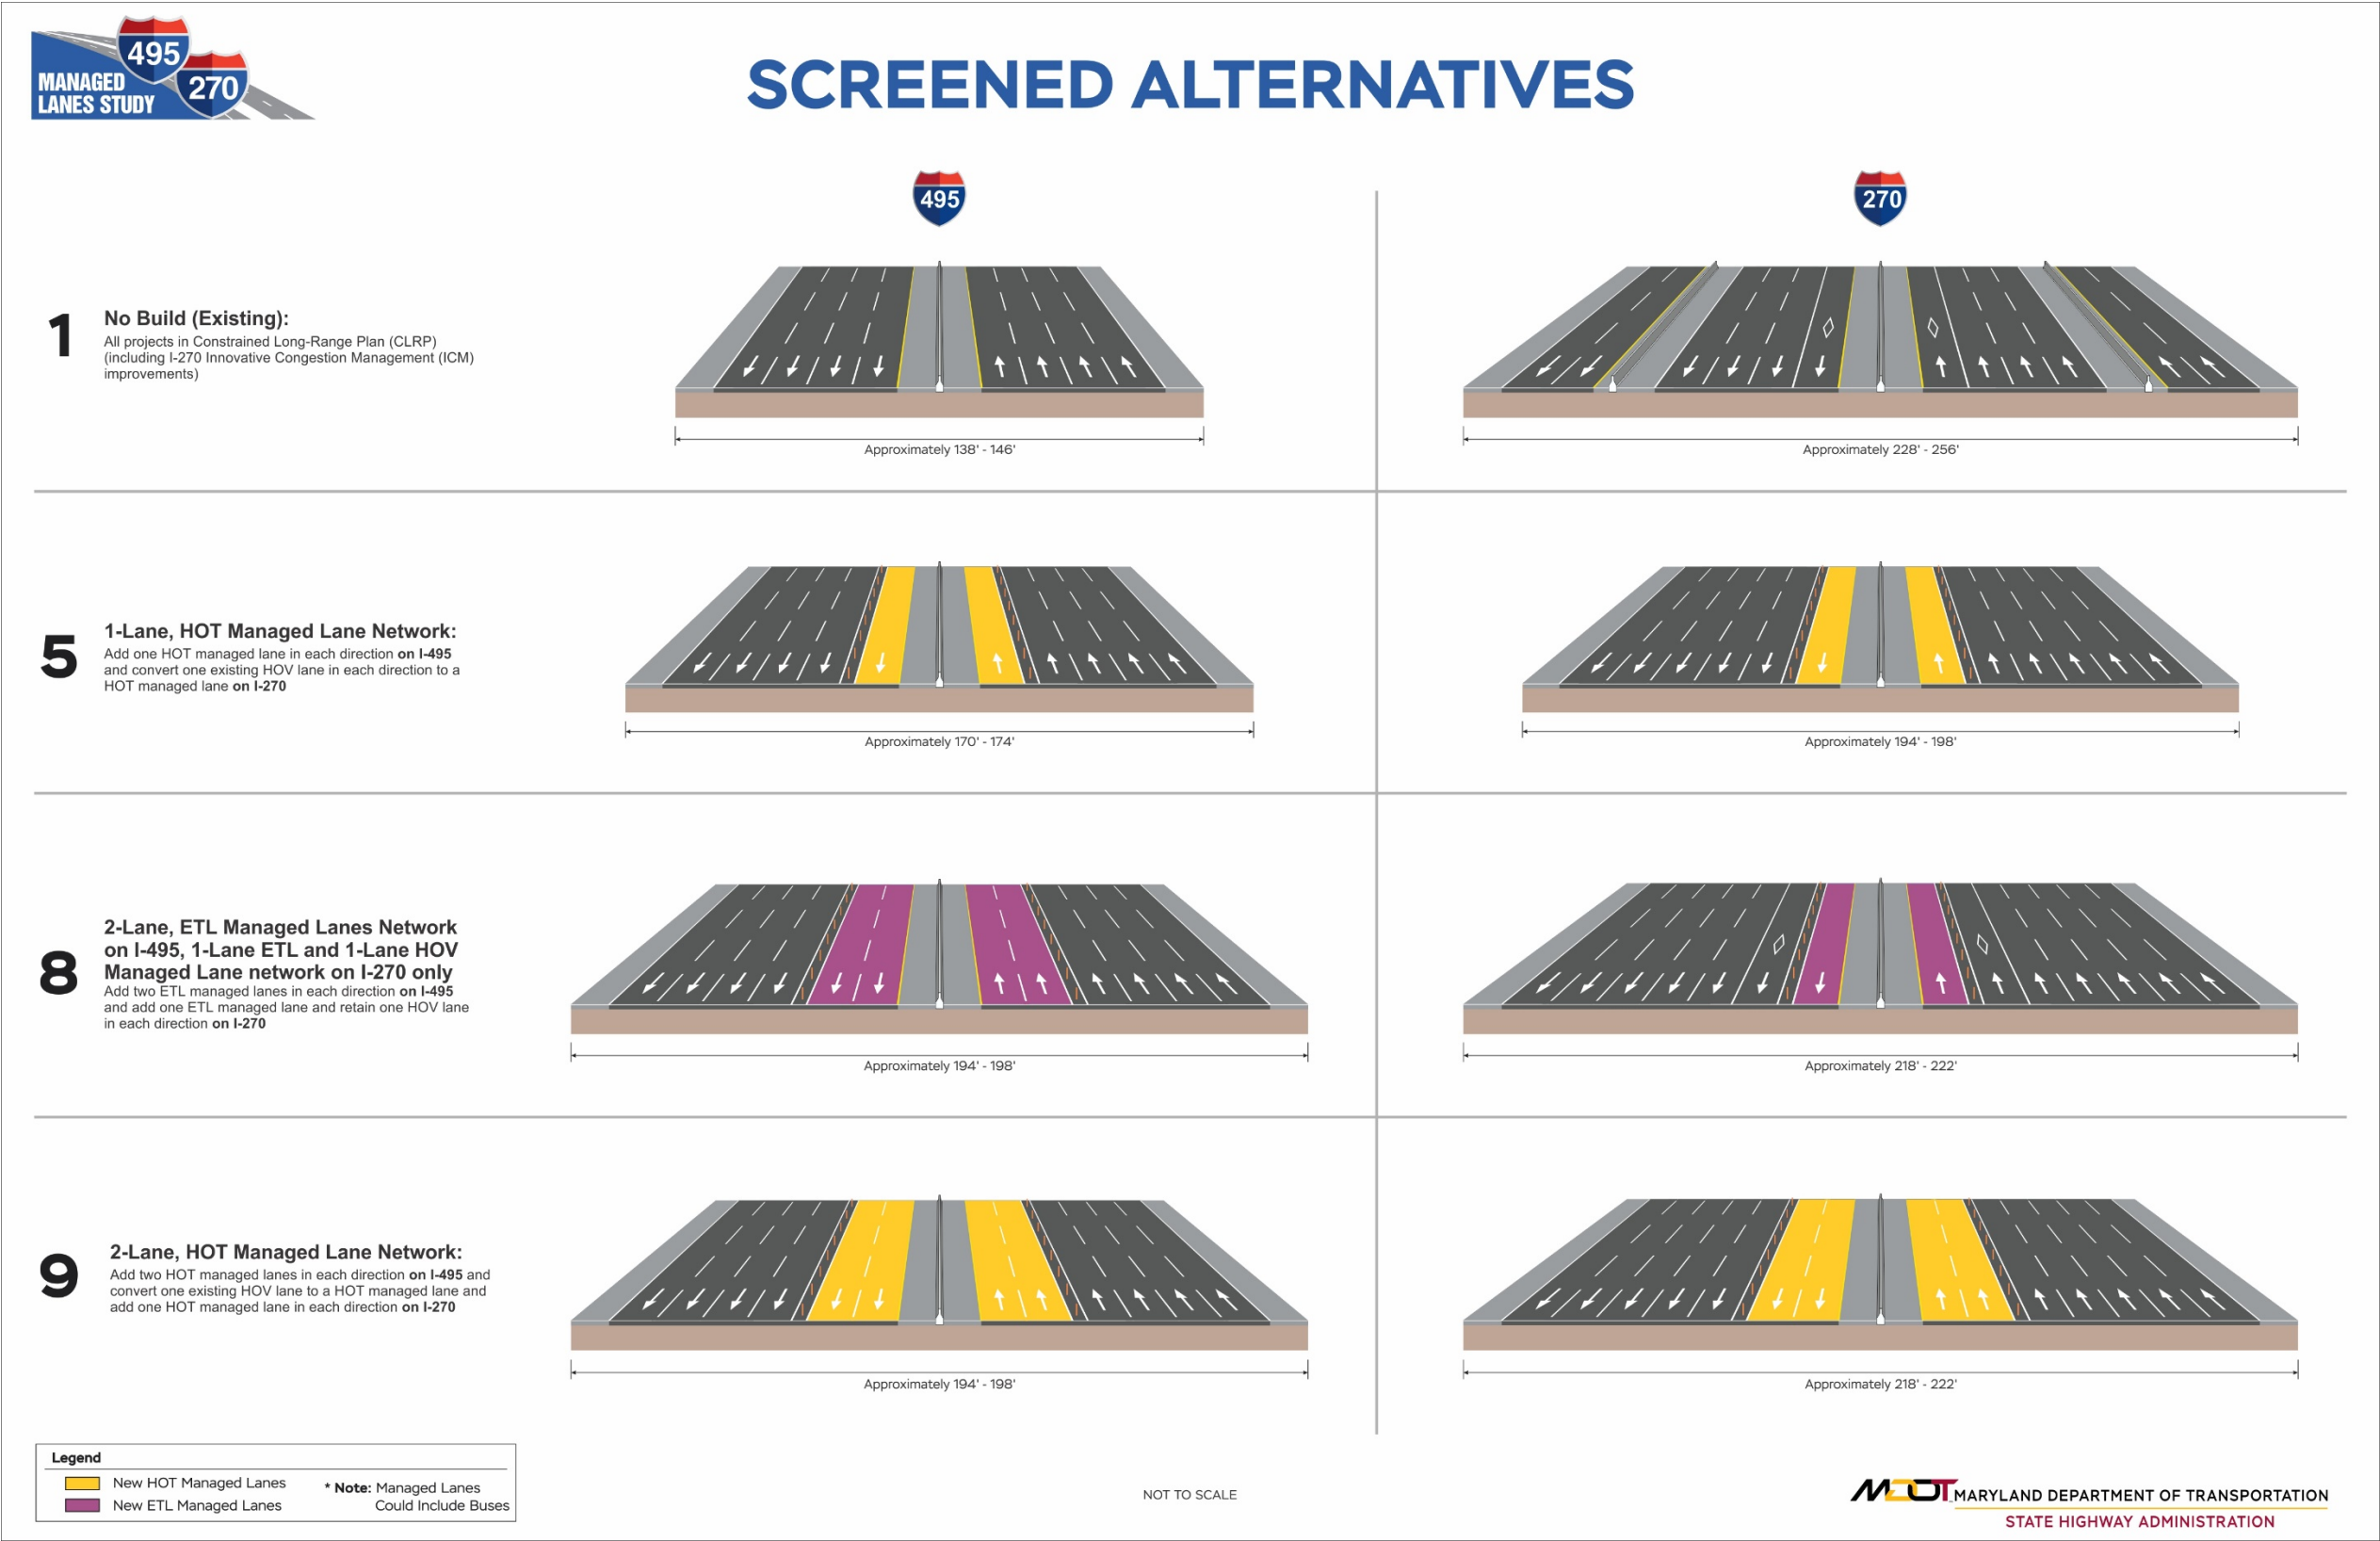 495
MANAGED
LANES STUDY
270
SCREENED ALTERNATIVES
495
270
1
No Build (Existing):
All projects in Constrained Long-Range Plan (CLRP)
(including I-270 Innovative Congestion Management (ICM)
improvements)
Approximately 138' - 146'
Approximately 228' - 256'
5
1-Lane, HOT Managed Lane Network:
Add one HOT managed lane in each direction on I-495
and convert one existing HOV lane in each direction to a
HOT managed lane on I-270
Approximately 170' - 174'
Approximately 194' - 198'
8
2-Lane, ETL Managed Lanes Network
on I-495, 1-Lane ETL and 1-Lane HOV
Managed Lane network on I-270 only
Add two ETL managed lanes in each direction on I-495
and add one ETL managed lane and retain one HOV lane
in each direction on I-270
Approximately 194' - 198'
Approximately 218' - 222'
9
2-Lane, HOT Managed Lane Network:
Add two HOT managed lanes in each direction on I-495 and
convert one existing HOV lane to a HOT managed lane and
add one HOT managed lane in each direction on I-270
Approximately 194' - 198'
Approximately 218' - 222'
Legend
New HOT Managed Lanes
New ETL Managed Lanes
* Note: Managed Lanes
Could Include Buses
NOT TO SCALE
MDOT MARYLAND DEPARTMENT OF TRANSPORTATION
STATE HIGHWAY ADMINISTRATION